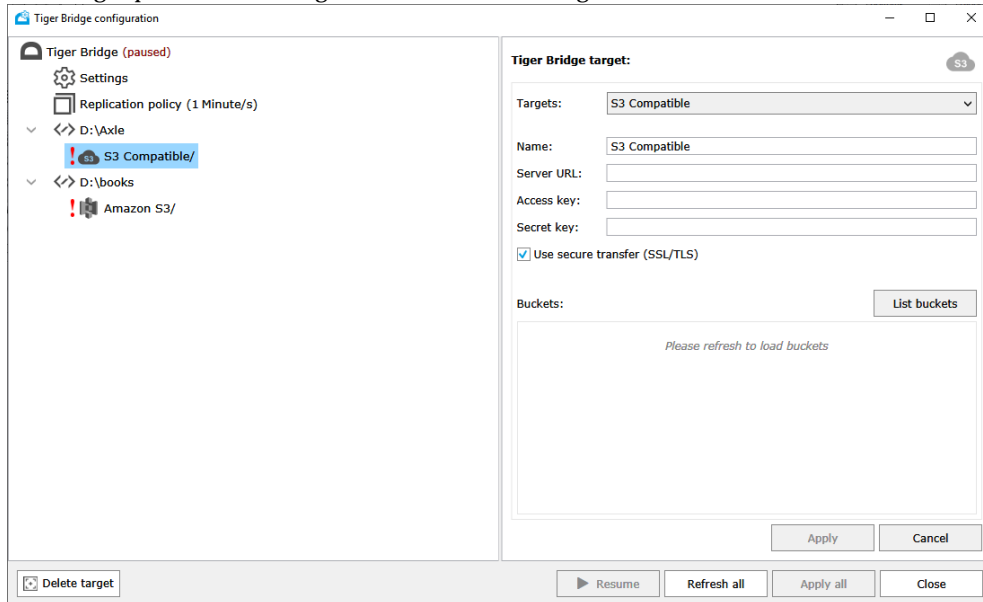 Tiger Bridge configuration
Tiger Bridge (paused)
Settings
Replication policy (1 Minute/s)
D:\Axle
S3 Compatible/
D:\books
Amazon S3/
Tiger Bridge target:
S3
Targets: S3 Compatible
Name: S3 Compatible
Server URL:
Access key:
Secret key:
Use secure transfer (SSL/TLS)
Buckets: List buckets
Please refresh to load buckets
Apply Cancel
Delete target Resume Refresh all Apply all Close